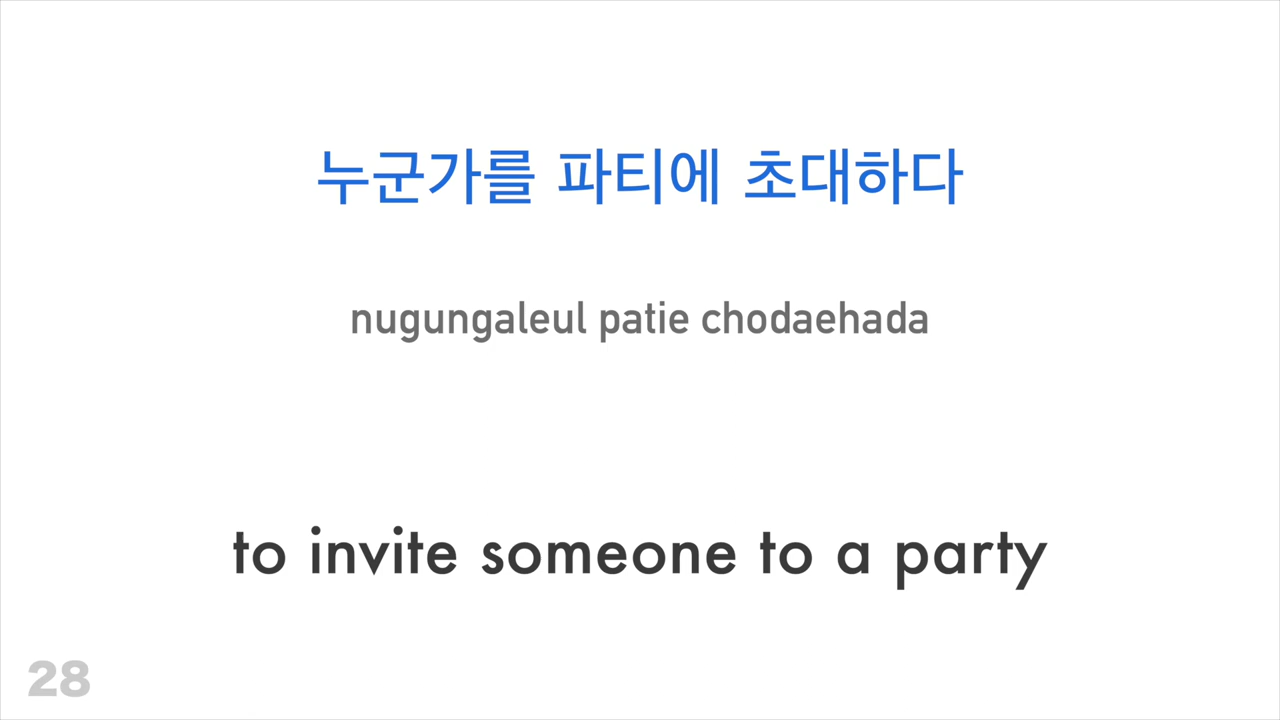 누군가를 파티에 초대하다
nugungaleul patie chodaehada
to invite someone to a party
28